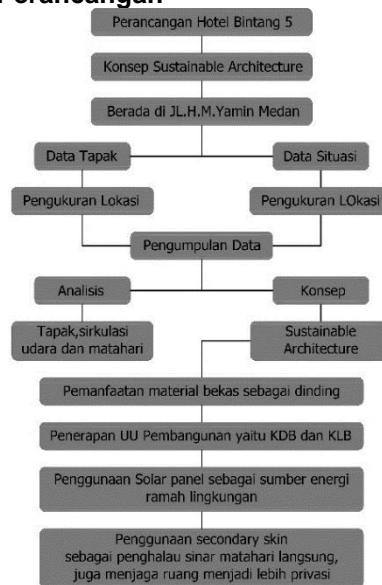 Perancangan Hotel Bintang 5
Konsep Sustainable Architecture
Berada di JL.H.M.Yamin Medan
Data Tapak
Data Situasi
Pengukuran Lokasi
Pengukuran LOkasi
Pengumpulan Data
Analisis
Konsep
Tapak,sirkulasi
udara dan matahari
Sustainable
Architecture
Pemanfaatan material bekas sebagai dinding
Penerapan UU Pembangunan yaitu KDB dan KLB
Penggunaan Solar panel sebagai sumber energi
ramah lingkungan
Penggunaan secondary skin
sebagai penghalau sinar matahari langsung,
juga menjaga ruang menjadi lebih privasi